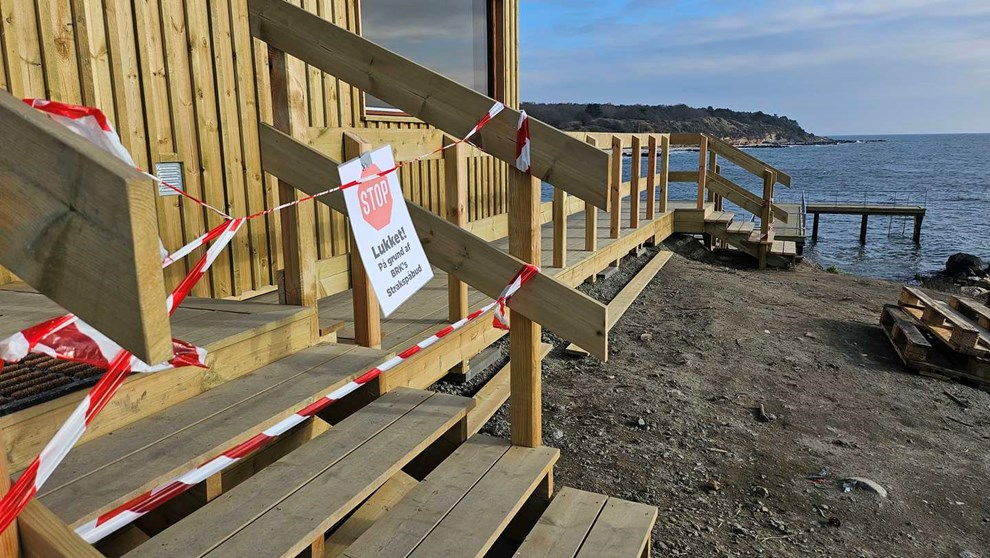 STOP
Lukket!
På grund af
BRK's
Strakspåbud